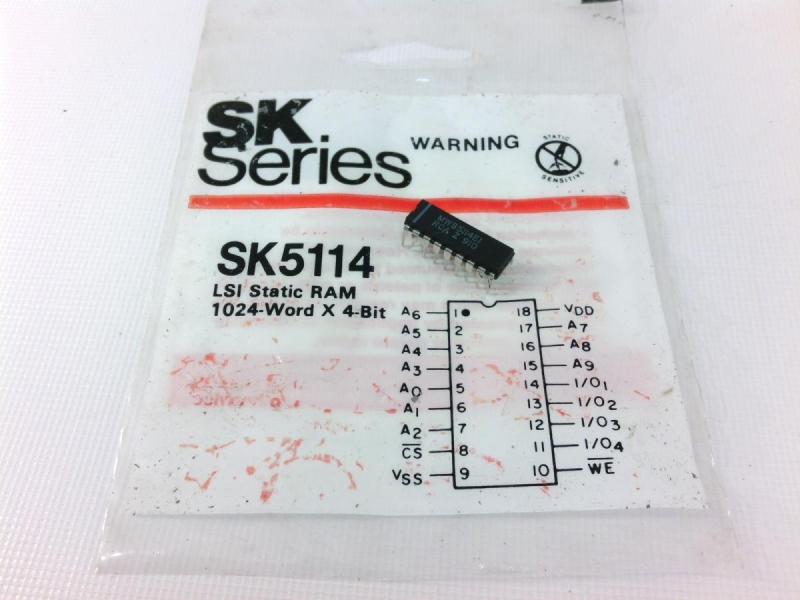 SK
Series
WARNING
STATIC
SENSITIVE
RCA Z 910
SK5114
LSI Static RAM
1024-Word X 4-Bit
A6 1 18 VDD
A5 2 17 A7
A4 3 16 A8
A3 4 15 A9
A0 5 14 I/O1
A1 6 13 I/O2
A2 7 12 I/O3
C̅S̅ 8 11 I/O4
VSS 9 10 W̅E̅